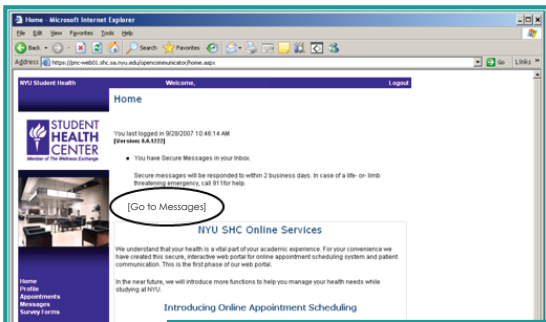 Home - Microsoft Internet Explorer
File Edit View Favorites Tools Help
Back Search Favorites
Address https://pnc-web01.shc.sa.nyu.edu/opencommunicator/home.aspx Go Links »
NYU Student Health Welcome, Logout
Home
STUDENT
HEALTH
CENTER
Member of The Wellness Exchange
You last logged in 9/28/2007 10:46:14 AM
You have Secure Messages in your Inbox.
Secure messages will be responded to within 2 business days. In case of a life- or- limb
threatening emergency, call 911for help.
[Go to Messages]
NYU SHC Online Services
We understand that your health is a vital part of your academic experience. For your convenience we
have created this secure, interactive web portal for online appointment scheduling system and patient
communication. This is the first phase of our web portal.
In the near future, we will introduce more functions to help you manage your health needs while
studying at NYU.
Introducing Online Appointment Scheduling
Home
Profile
Appointments
Messages
Survey Forms